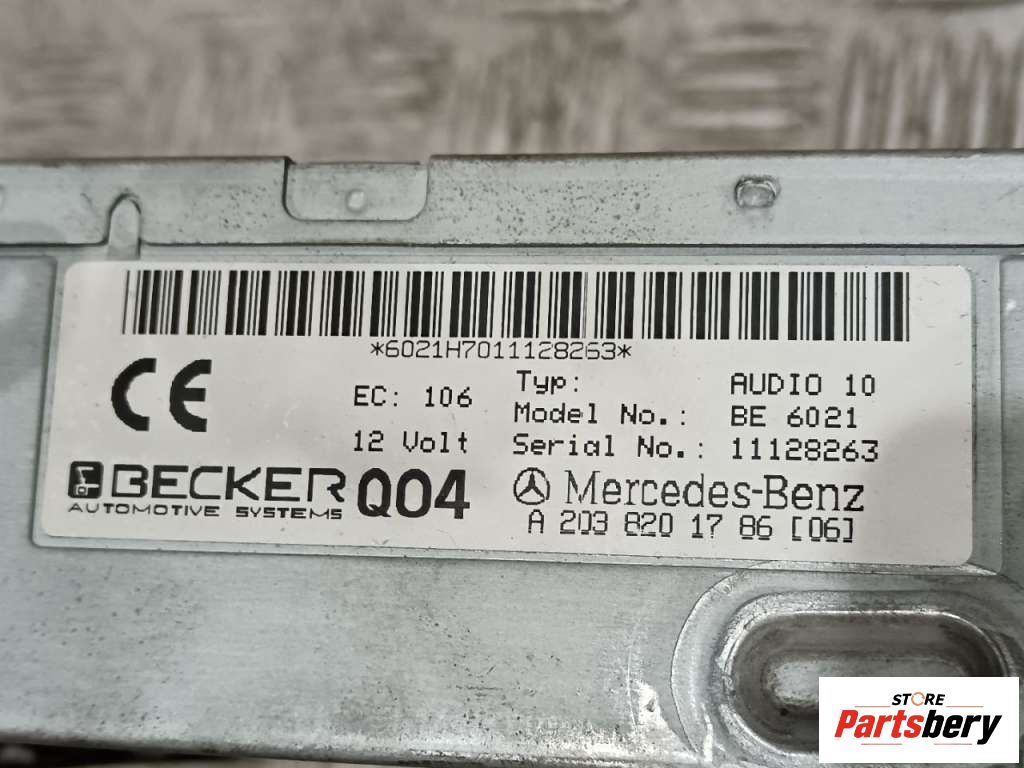 *6021H7011128263*
CE
EC: 106
12 Volt
Typ: AUDIO 10
Model No.: BE 6021
Serial No.: 11128263
BECKER
AUTOMOTIVE SYSTEMS
Q04
Mercedes-Benz
A 203 820 17 86 [06]
STORE
Partsbery